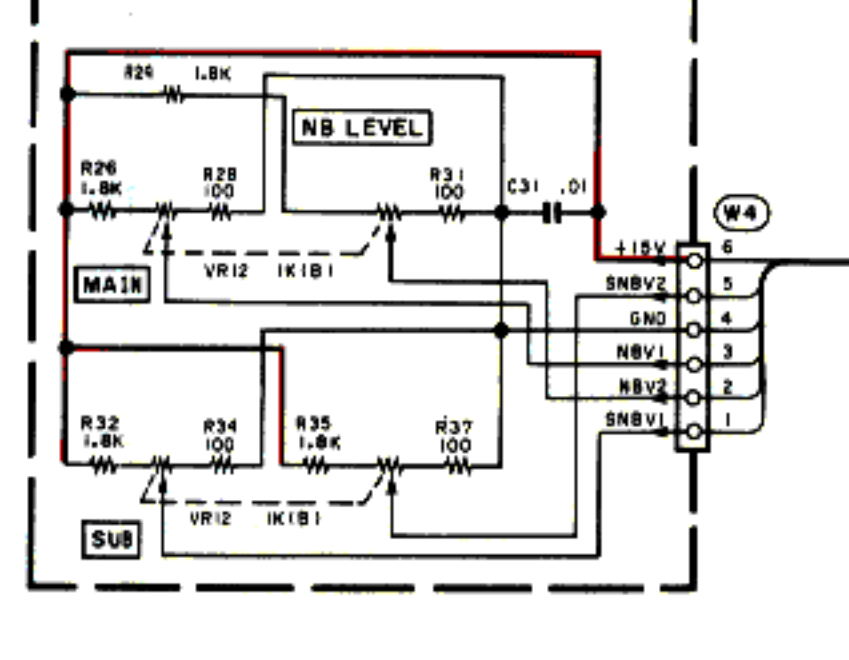 R29 1.8K
NB LEVEL
R26
1.8K
R28
100
R31
100
C31 .01
W4
+15V 6
VR12 1K(B)
MAIN
SNBV2 5
GND 4
NBV1 3
NBV2 2
SNBV1 1
R32
1.8K
R34
100
R35
1.8K
R37
100
VR12 1K(B)
SUB